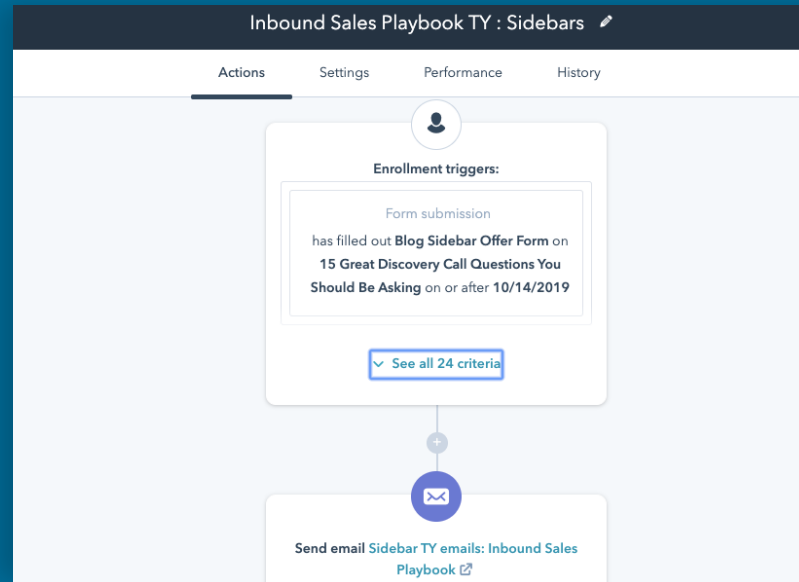 Inbound Sales Playbook TY : Sidebars
Actions Settings Performance History
Enrollment triggers:
Form submission
has filled out Blog Sidebar Offer Form on
15 Great Discovery Call Questions You
Should Be Asking on or after 10/14/2019
See all 24 criteria
Send email Sidebar TY emails: Inbound Sales
Playbook